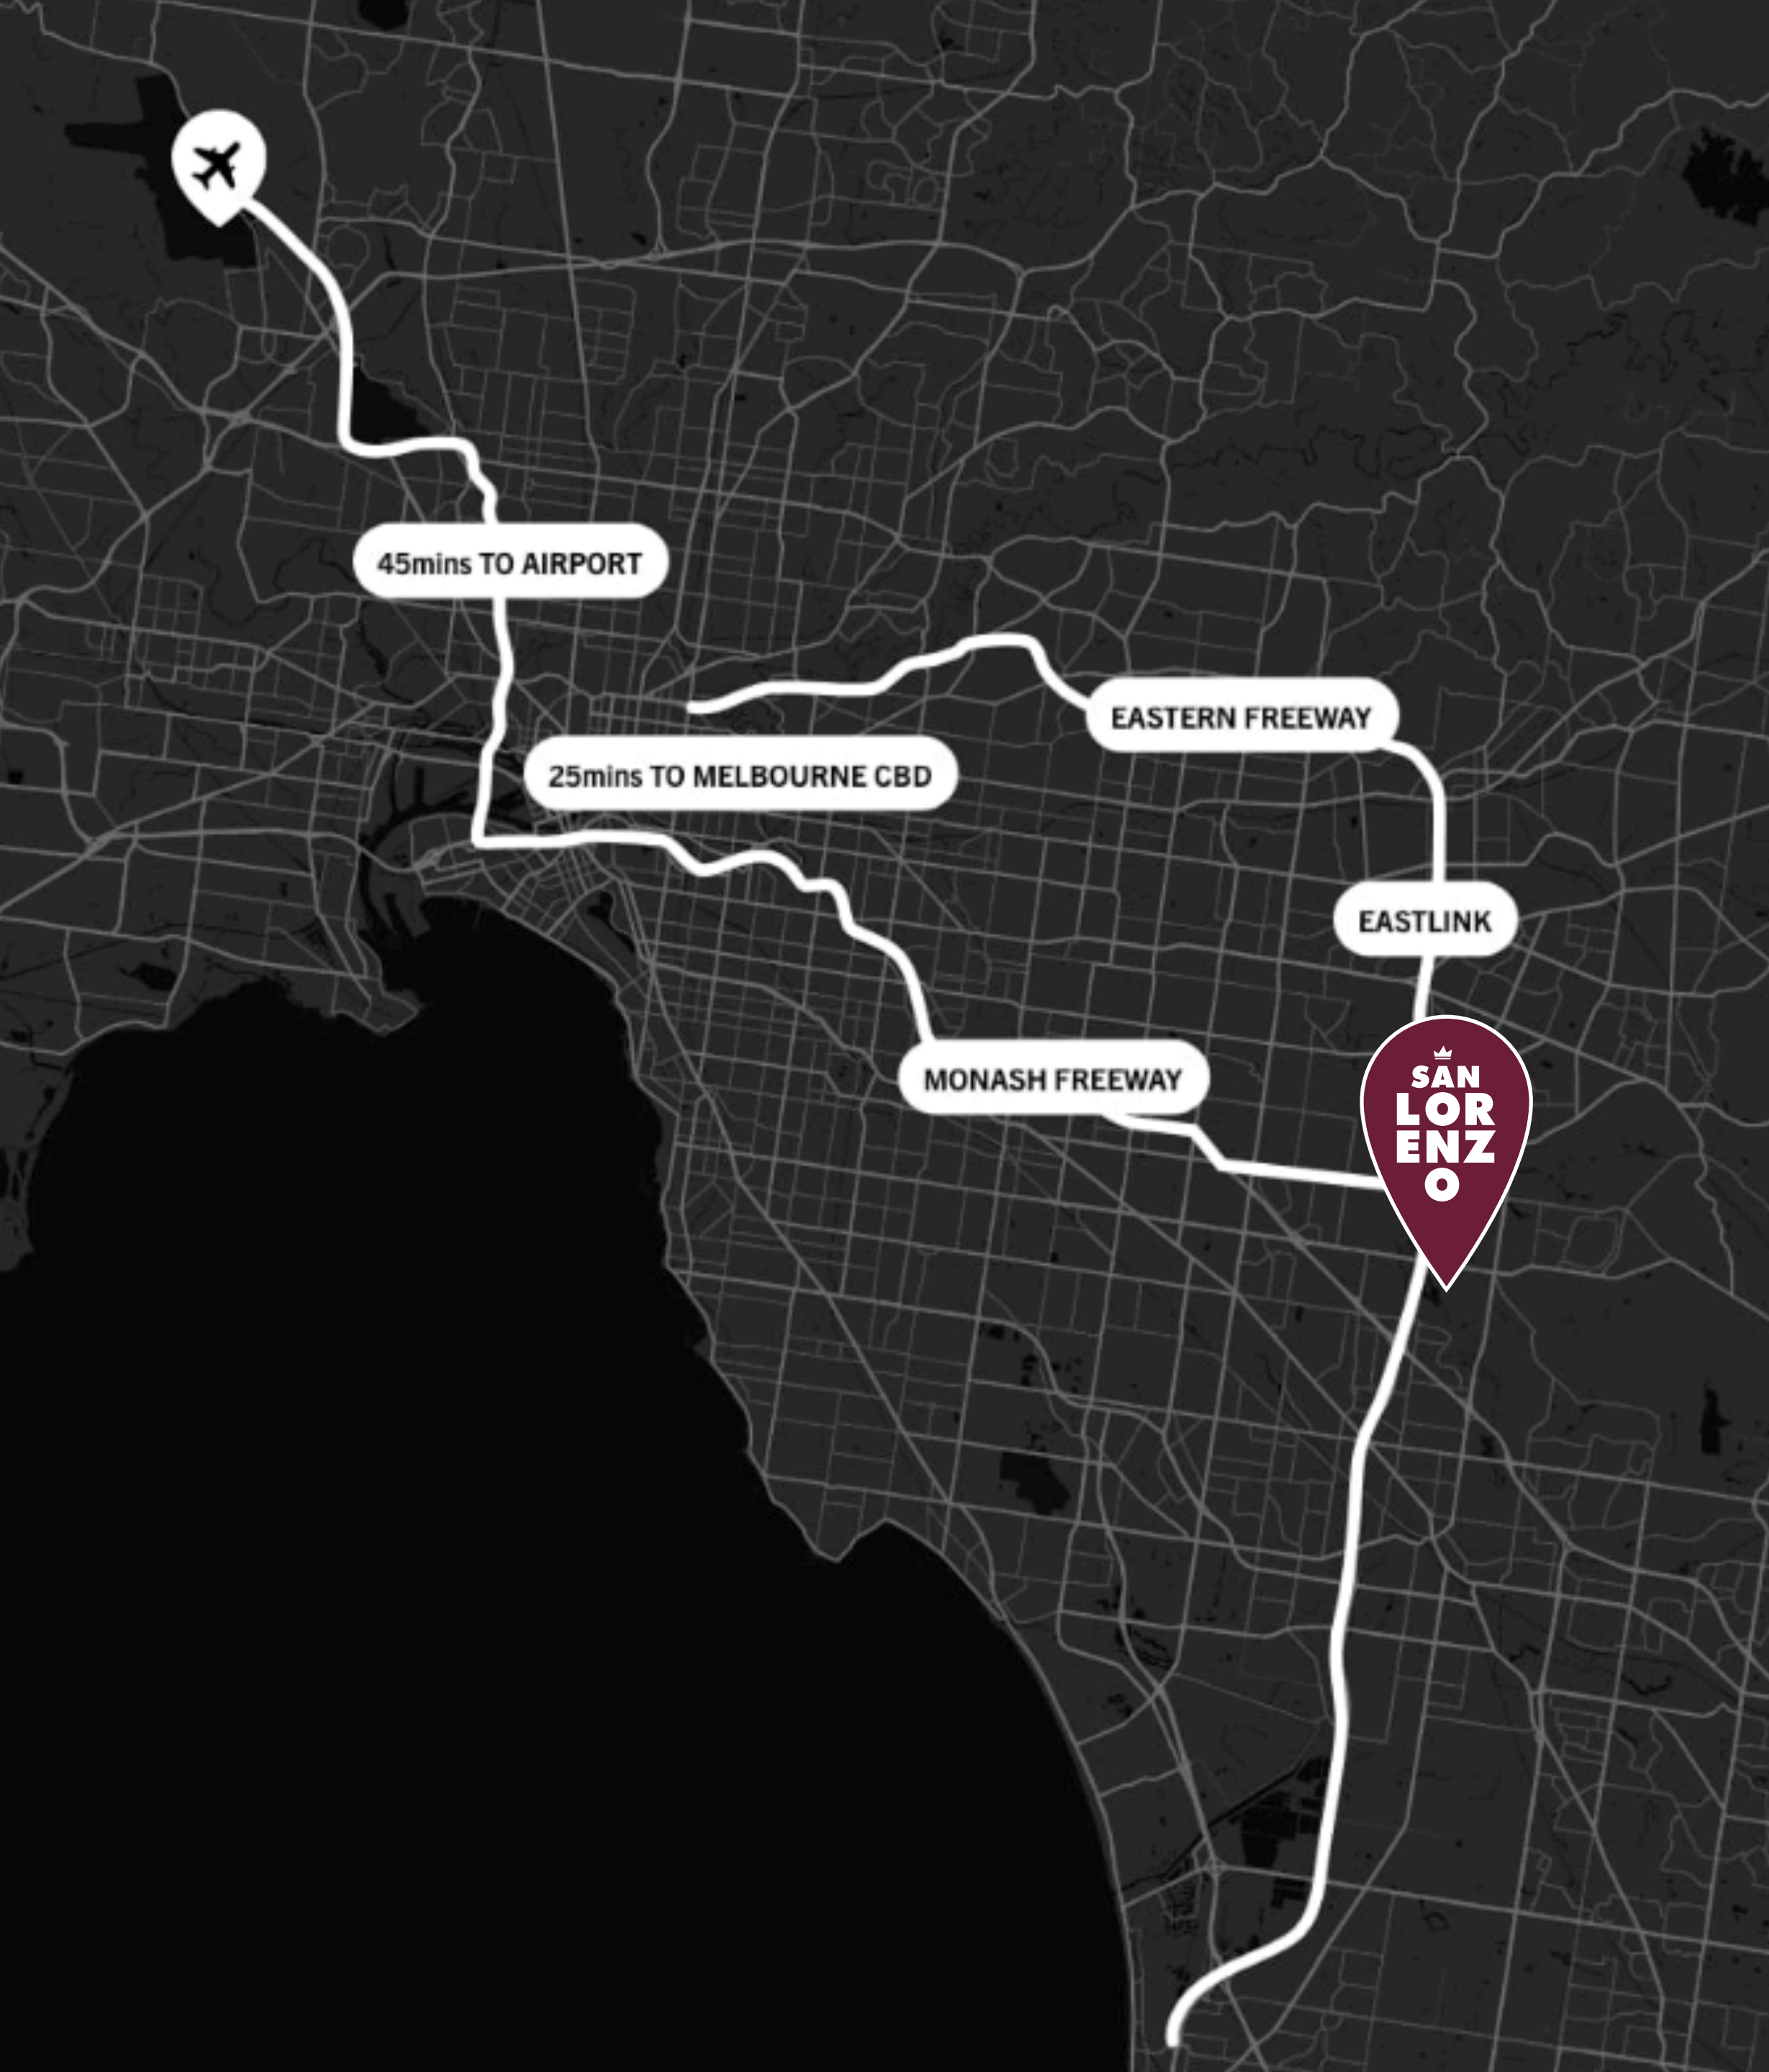 45mins TO AIRPORT
EASTERN FREEWAY
25mins TO MELBOURNE CBD
EASTLINK
MONASH FREEWAY
SAN
LOR
ENZ
O